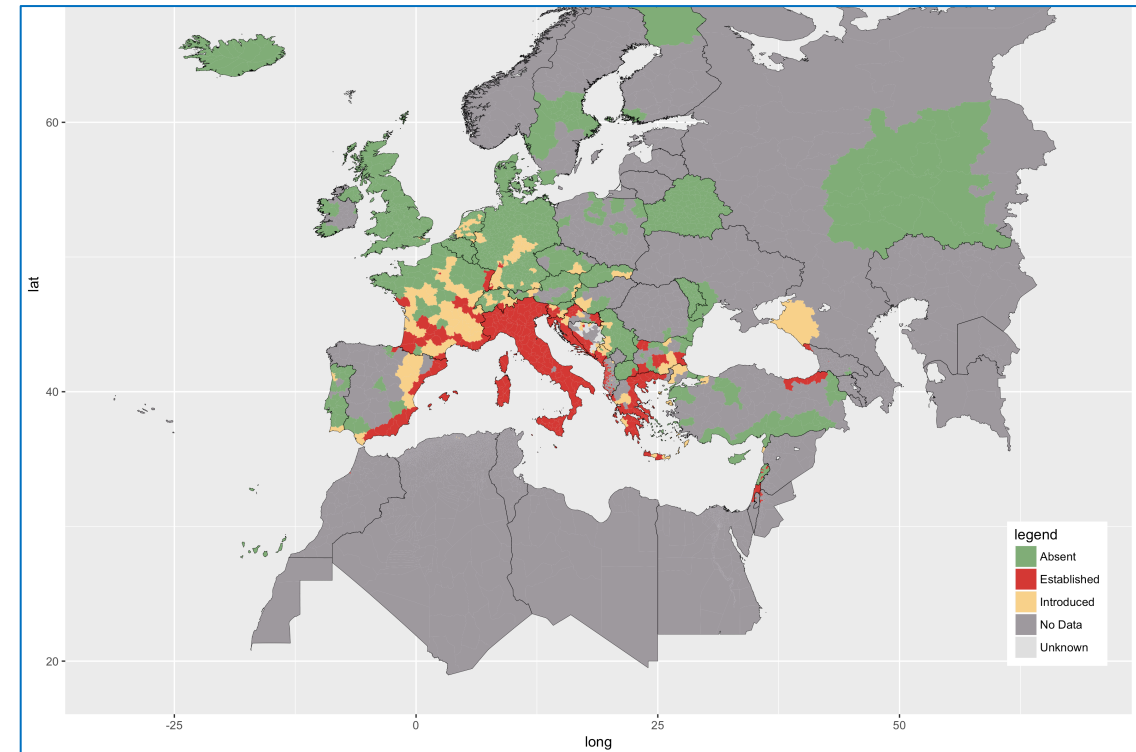 60
40
20
lat
-25
0
25
50
long
legend
Absent
Established
Introduced
No Data
Unknown